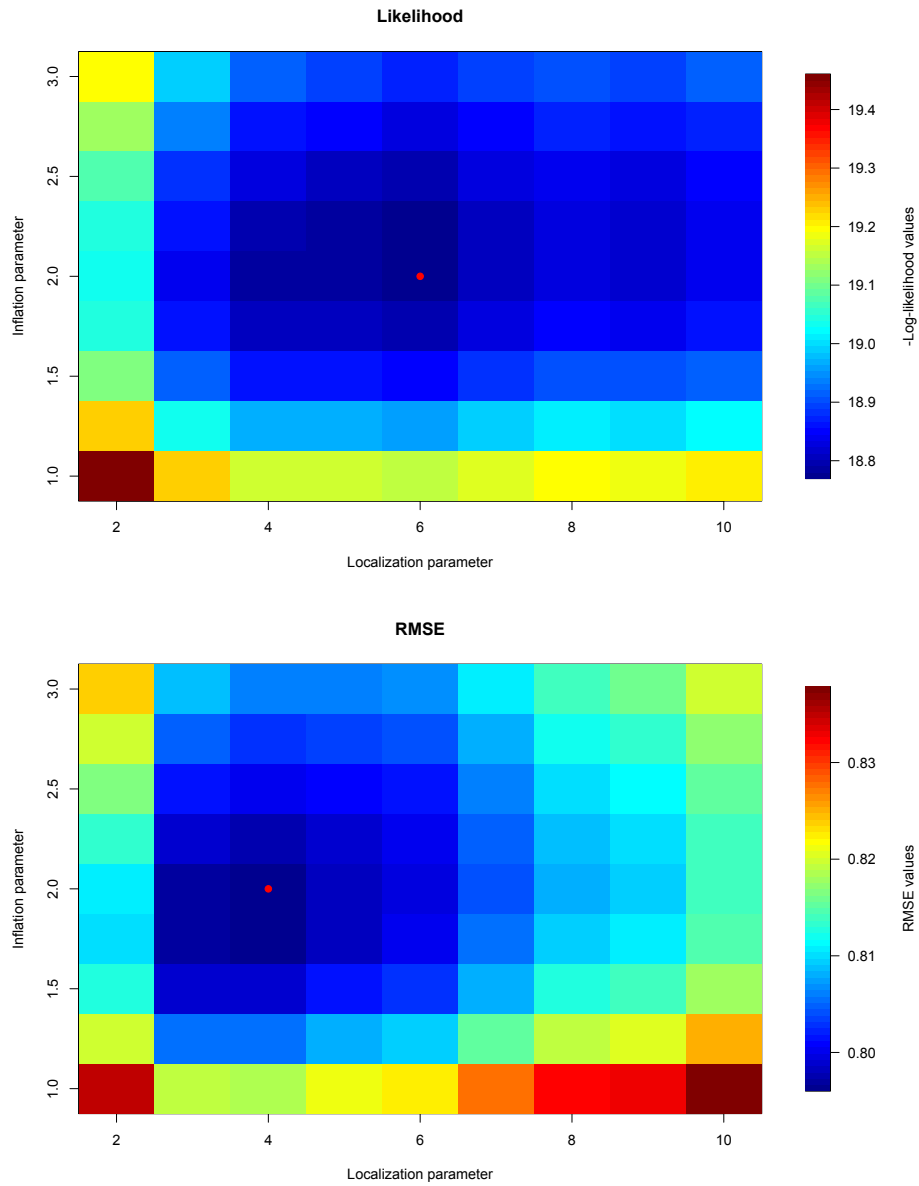 Likelihood
3.0
2.5
2.0
1.5
1.0
Inflation parameter
2 4 6 8 10
Localization parameter
19.4
19.3
19.2
19.1
19.0
18.9
18.8
-Log-likelihood values
RMSE
3.0
2.5
2.0
1.5
1.0
Inflation parameter
2 4 6 8 10
Localization parameter
0.83
0.82
0.81
0.80
RMSE values